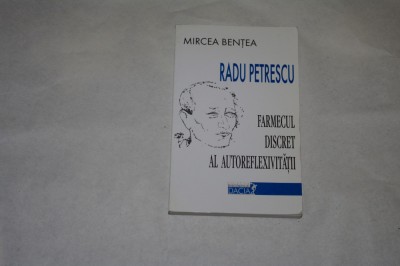 MIRCEA BENȚEA
RADU PETRESCU
FARMECUL
DISCRET
AL AUTOREFLEXIVITĂȚII
DACIA